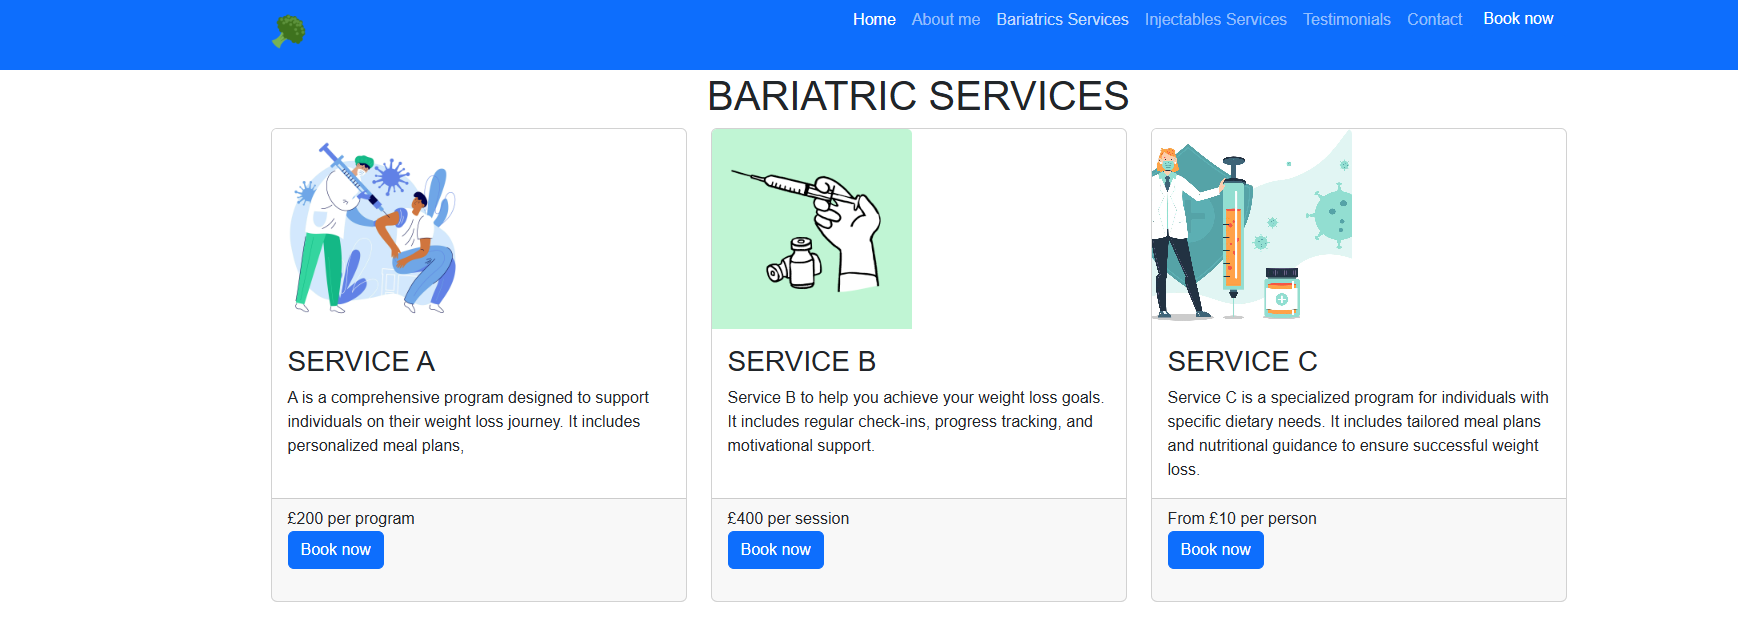 Home About me Bariatrics Services Injectables Services Testimonials Contact Book now
BARIATRIC SERVICES
SERVICE A
A is a comprehensive program designed to support
individuals on their weight loss journey. It includes
personalized meal plans,
£200 per program
Book now
SERVICE B
Service B to help you achieve your weight loss goals.
It includes regular check-ins, progress tracking, and
motivational support.
£400 per session
Book now
SERVICE C
Service C is a specialized program for individuals with
specific dietary needs. It includes tailored meal plans
and nutritional guidance to ensure successful weight
loss.
From £10 per person
Book now